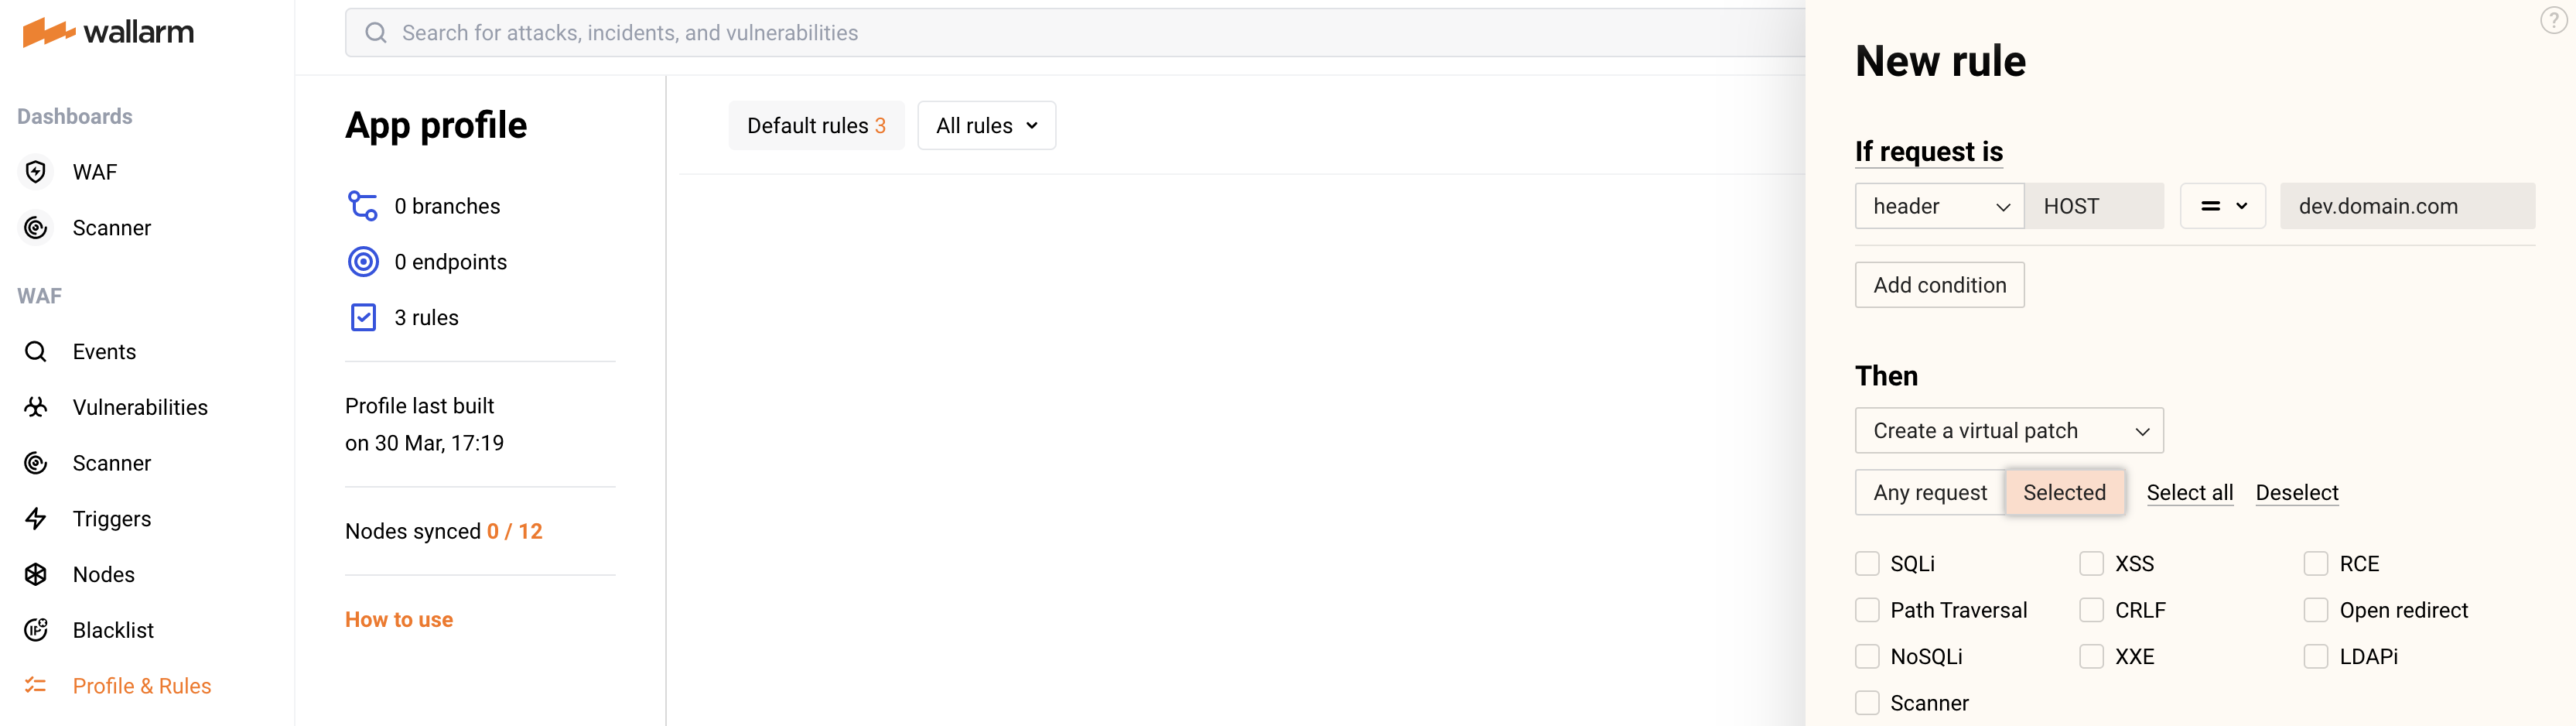 wallarm
Dashboards
WAF
Scanner
WAF
Events
Vulnerabilities
Scanner
Triggers
Nodes
Blacklist
Profile & Rules
Search for attacks, incidents, and vulnerabilities
App profile
0 branches
0 endpoints
3 rules
Profile last built
on 30 Mar, 17:19
Nodes synced 0 / 12
How to use
Default rules 3 All rules
?
New rule
If request is
header HOST = dev.domain.com
Add condition
Then
Create a virtual patch
Any request Selected Select all Deselect
SQLi XSS RCE
Path Traversal CRLF Open redirect
NoSQLi XXE LDAPi
Scanner